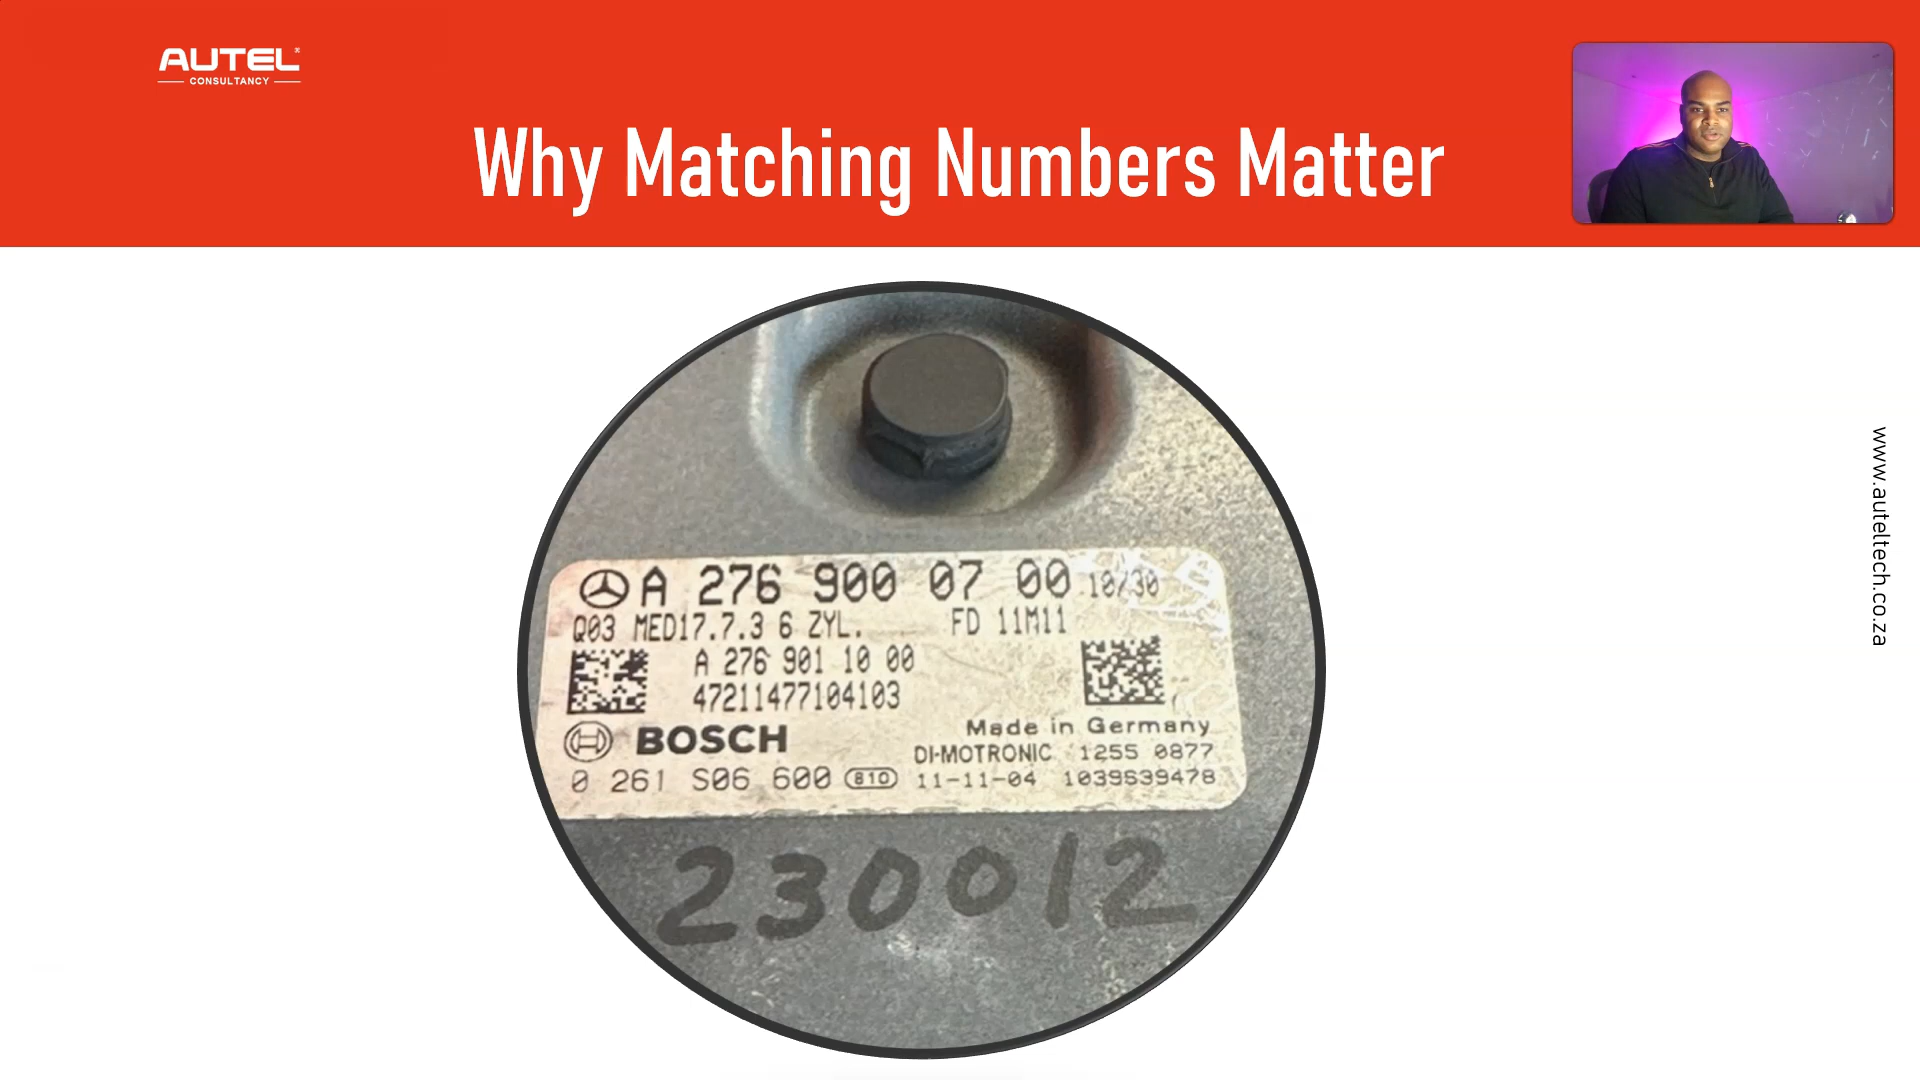 AUTEL®
CONSULTANCY
Why Matching Numbers Matter
A 276 900 07 00 10/30
Q03 MED17.7.3 6 ZYL. FD 11M11
A 276 901 10 00
47211477104103
BOSCH
Made in Germany
DI-MOTRONIC 1255 0877
0 261 S06 600 810 11-11-04 1039S39478
230012
www.auteltech.co.za